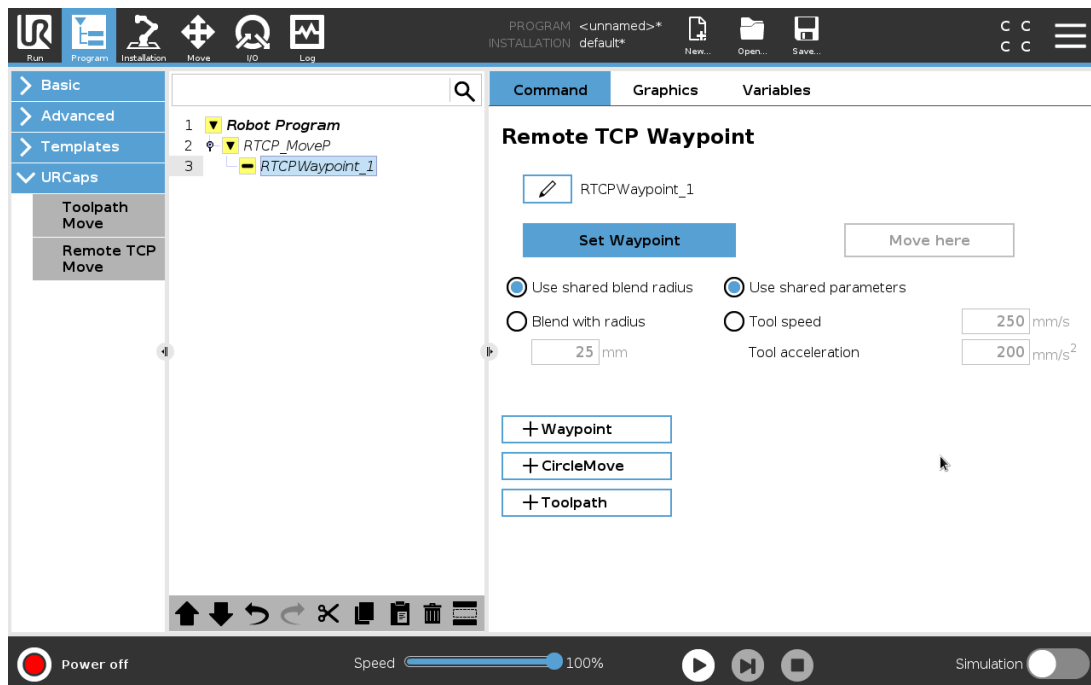 UR
PROGRAM <unnamed>*
INSTALLATION default*
C C
C C
Run
Program
Installation
Move
I/O
Log
New...
Open...
Save...
Basic
Advanced
Templates
URCaps
Toolpath
Move
Remote TCP
Move
1 Robot Program
2 RTCP_MoveP
3 RTCPWaypoint_1
Command
Graphics
Variables
Remote TCP Waypoint
RTCPWaypoint_1
Set Waypoint
Move here
Use shared blend radius
Use shared parameters
Blend with radius
Tool speed
250 mm/s
25 mm
Tool acceleration
200 mm/s²
+Waypoint
+CircleMove
+Toolpath
Power off
Speed
100%
Simulation